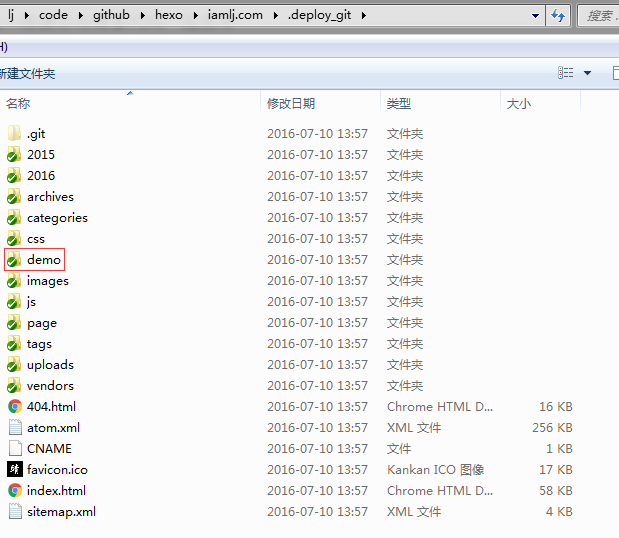 lj code github hexo iamlj.com .deploy_git 搜索 .
H)
新建文件夹
名称 修改日期 类型 大小
.git 2016-07-10 13:57 文件夹
2015 2016-07-10 13:57 文件夹
2016 2016-07-10 13:57 文件夹
archives 2016-07-10 13:57 文件夹
categories 2016-07-10 13:57 文件夹
css 2016-07-10 13:57 文件夹
demo 2016-07-10 13:57 文件夹
images 2016-07-10 13:57 文件夹
js 2016-07-10 13:57 文件夹
page 2016-07-10 13:57 文件夹
tags 2016-07-10 13:57 文件夹
uploads 2016-07-10 13:57 文件夹
vendors 2016-07-10 13:57 文件夹
404.html 2016-07-10 13:57 Chrome HTML D... 16 KB
atom.xml 2016-07-10 13:57 XML 文件 256 KB
CNAME 2016-07-10 13:57 文件 1 KB
favicon.ico 2016-07-10 13:57 Kankan ICO 图像 17 KB
index.html 2016-07-10 13:57 Chrome HTML D... 58 KB
sitemap.xml 2016-07-10 13:57 XML 文件 4 KB